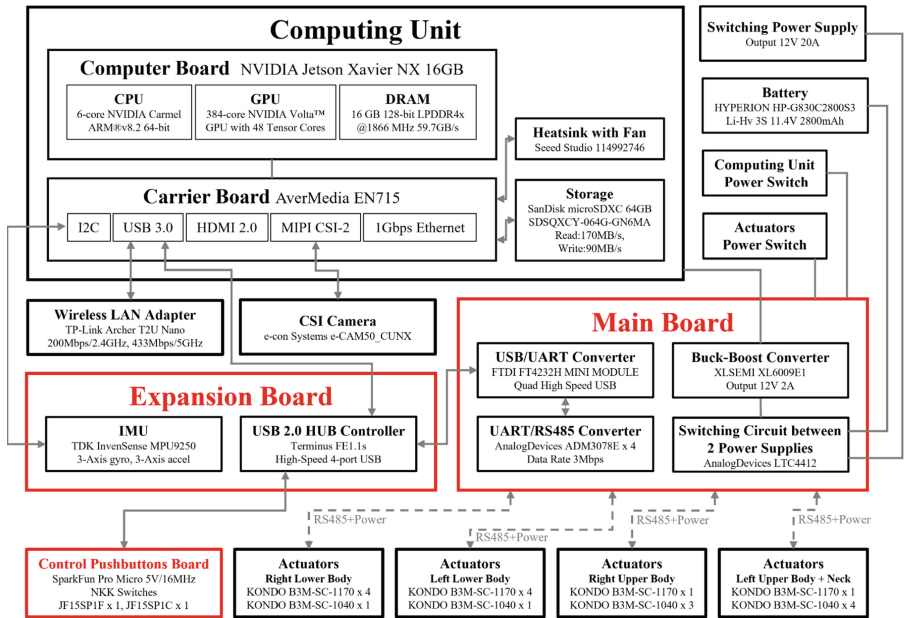 Computing Unit
Computer Board NVIDIA Jetson Xavier NX 16GB
CPU
6-core NVIDIA Carmel
ARM®v8.2 64-bit
GPU
384-core NVIDIA Volta™
GPU with 48 Tensor Cores
DRAM
16 GB 128-bit LPDDR4x
@1866 MHz 59.7GB/s
Heatsink with Fan
Seeed Studio 114992746
Carrier Board AverMedia EN715
I2C
USB 3.0
HDMI 2.0
MIPI CSI-2
1Gbps Ethernet
Storage
SanDisk microSDXC 64GB
SDSQXCY-064G-GN6MA
Read:170MB/s,
Write:90MB/s
Switching Power Supply
Output 12V 20A
Battery
HYPERION HP-G830C2800S3
Li-Hv 3S 11.4V 2800mAh
Computing Unit
Power Switch
Actuators
Power Switch
Wireless LAN Adapter
TP-Link Archer T2U Nano
200Mbps/2.4GHz, 433Mbps/5GHz
CSI Camera
e-con Systems e-CAM50_CUNX
Main Board
USB/UART Converter
FTDI FT4232H MINI MODULE
Quad High Speed USB
Buck-Boost Converter
XLSEMI XL6009E1
Output 12V 2A
UART/RS485 Converter
AnalogDevices ADM3078E x 4
Data Rate 3Mbps
Switching Circuit between
2 Power Supplies
AnalogDevices LTC4412
Expansion Board
IMU
TDK InvenSense MPU9250
3-Axis gyro, 3-Axis accel
USB 2.0 HUB Controller
Terminus FE1.1s
High-Speed 4-port USB
RS485+Power
RS485+Power
RS485+Power
RS485+Power
Control Pushbuttons Board
SparkFun Pro Micro 5V/16MHz
NKK Switches
JF15SP1F x 1, JF15SP1C x 1
Actuators
Right Lower Body
KONDO B3M-SC-1170 x 4
KONDO B3M-SC-1040 x 1
Actuators
Left Lower Body
KONDO B3M-SC-1170 x 4
KONDO B3M-SC-1040 x 1
Actuators
Right Upper Body
KONDO B3M-SC-1170 x 1
KONDO B3M-SC-1040 x 3
Actuators
Left Upper Body + Neck
KONDO B3M-SC-1170 x 1
KONDO B3M-SC-1040 x 4